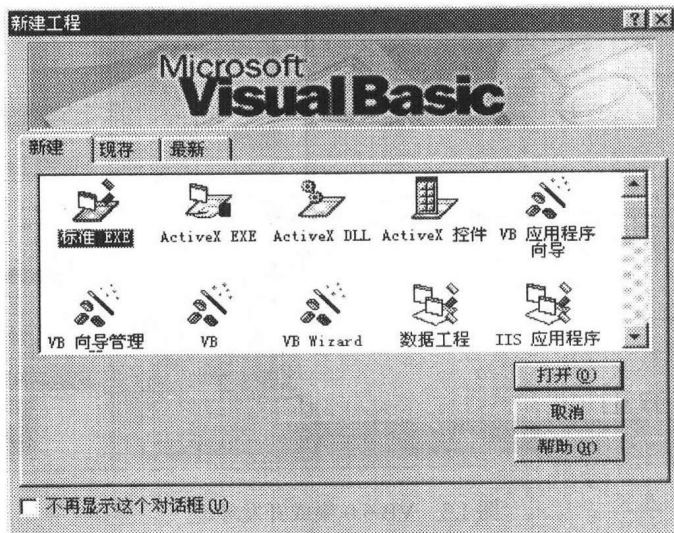 新建工程
Microsoft
Visual Basic
新建
现存
最新
标准 EXE
ActiveX EXE
ActiveX DLL
ActiveX 控件
VB 应用程序
向导
VB 向导管理
VB
VB Wizard
数据工程
IIS 应用程序
打开(O)
取消
帮助(H)
不再显示这个对话框(U)